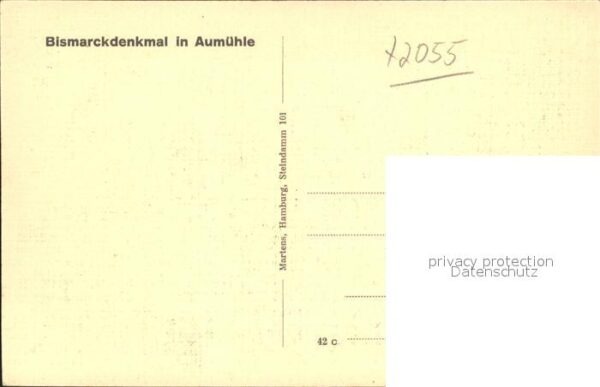 Bismarckdenkmal in Aumühle
x2055
Martens, Hamburg, Steindamm 101
privacy protection
Datenschutz
42 c